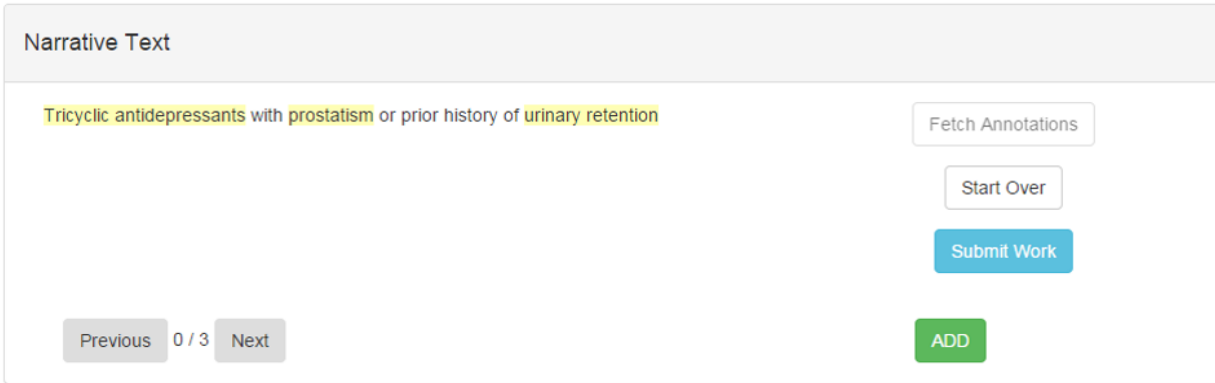 Narrative Text
Tricyclic antidepressants with prostatism or prior history of urinary retention
Fetch Annotations
Start Over
Submit Work
Previous 0 / 3 Next
ADD